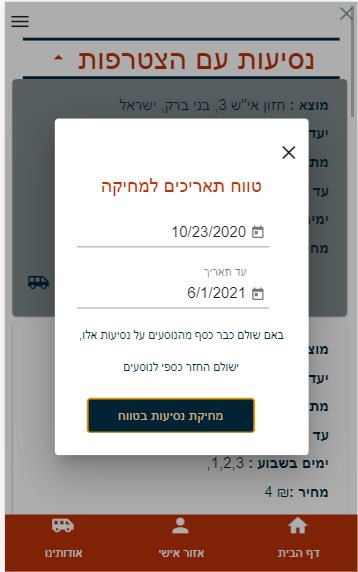 נסיעות עם הצטרפות
מוצא : חזון אי"ש 3, בני ברק, ישראל
יעד
מת
עד
ימי
מח
טווח תאריכים למחיקה
10/23/2020
עד תאריך
6/1/2021
באם שולם כבר כסף מהנוסעים על נסיעות אלו,
ישולם החזר כספי לנוסעים
מחיקת נסיעות בטווח
מוצ
יעד
מת
עד
ימים בשבוע : 1,2,3,
מחיר :₪ 4
דף הבית
אזור אישי
אודותינו